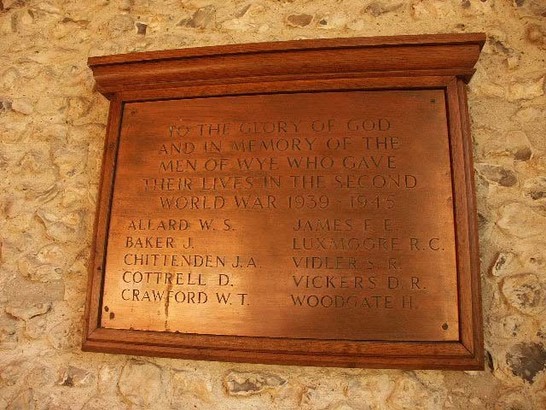 TO THE GLORY OF GOD
AND IN MEMORY OF THE
MEN OF WYE WHO GAVE
THEIR LIVES IN THE SECOND
WORLD WAR 1939-1945
ALLARD W. S.
BAKER J.
CHITTENDEN J.A.
COTTRELL D.
CRAWFORD W. T.
JAMES F. E.
LUXMOORE R.C.
VIDLER S. R.
VICKERS D. R.
WOODGATE H.